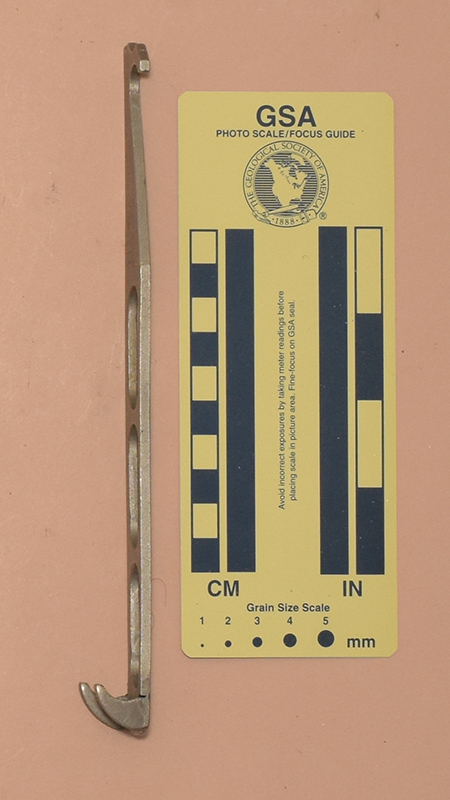 GSA
PHOTO SCALE/FOCUS GUIDE
THE GEOLOGICAL SOCIETY OF AMERICA
·1888·
®
Avoid incorrect exposures by taking meter readings before
placing scale in picture area. Fine-focus on GSA seal.
CM
IN
Grain Size Scale
1 2 3 4 5
mm